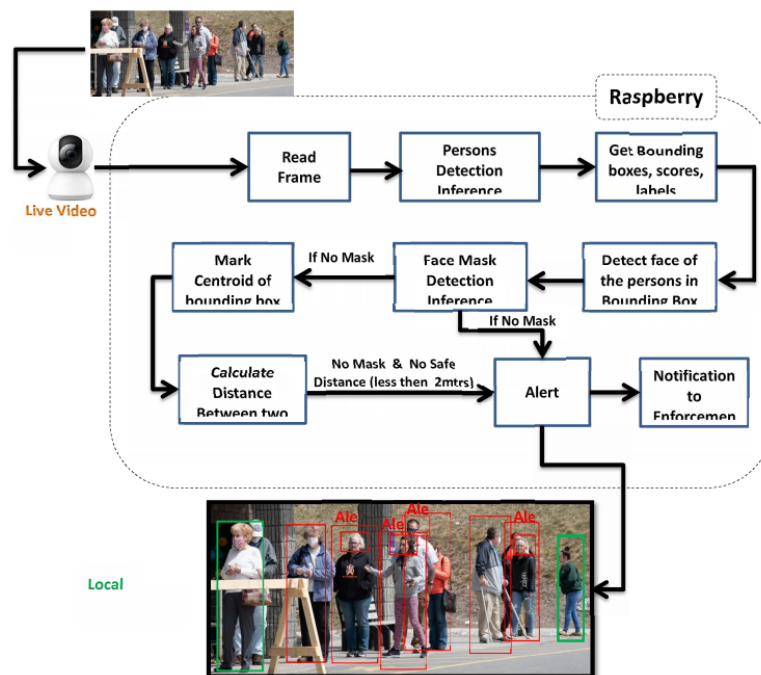 Raspberry
Read
Frame
Persons
Detection
Inference
Get Bounding
boxes, scores,
labels
Live Video
Mark
Centroid of
bounding box
If No Mask
Face Mask
Detection
Inference
Detect face of
the persons in
Bounding Box
If No Mask
Calculate
Distance
Between two
No Mask & No Safe
Distance (less then 2mtrs)
Alert
Notification
to
Enforcemen
Ale
Ale
Ale
Ale
Local